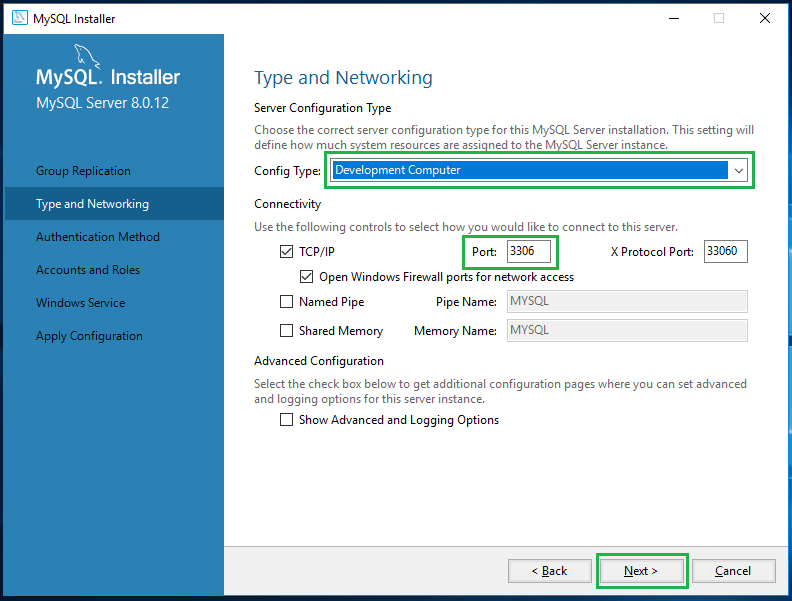 MySQL Installer
MySQL. Installer
MySQL Server 8.0.12
Group Replication
Type and Networking
Authentication Method
Accounts and Roles
Windows Service
Apply Configuration
Type and Networking
Server Configuration Type
Choose the correct server configuration type for this MySQL Server installation. This setting will
define how much system resources are assigned to the MySQL Server instance.
Config Type: Development Computer
Connectivity
Use the following controls to select how you would like to connect to this server.
TCP/IP Port: 3306 X Protocol Port: 33060
Open Windows Firewall ports for network access
Named Pipe Pipe Name: MYSQL
Shared Memory Memory Name: MYSQL
Advanced Configuration
Select the check box below to get additional configuration pages where you can set advanced
and logging options for this server instance.
Show Advanced and Logging Options
< Back Next > Cancel